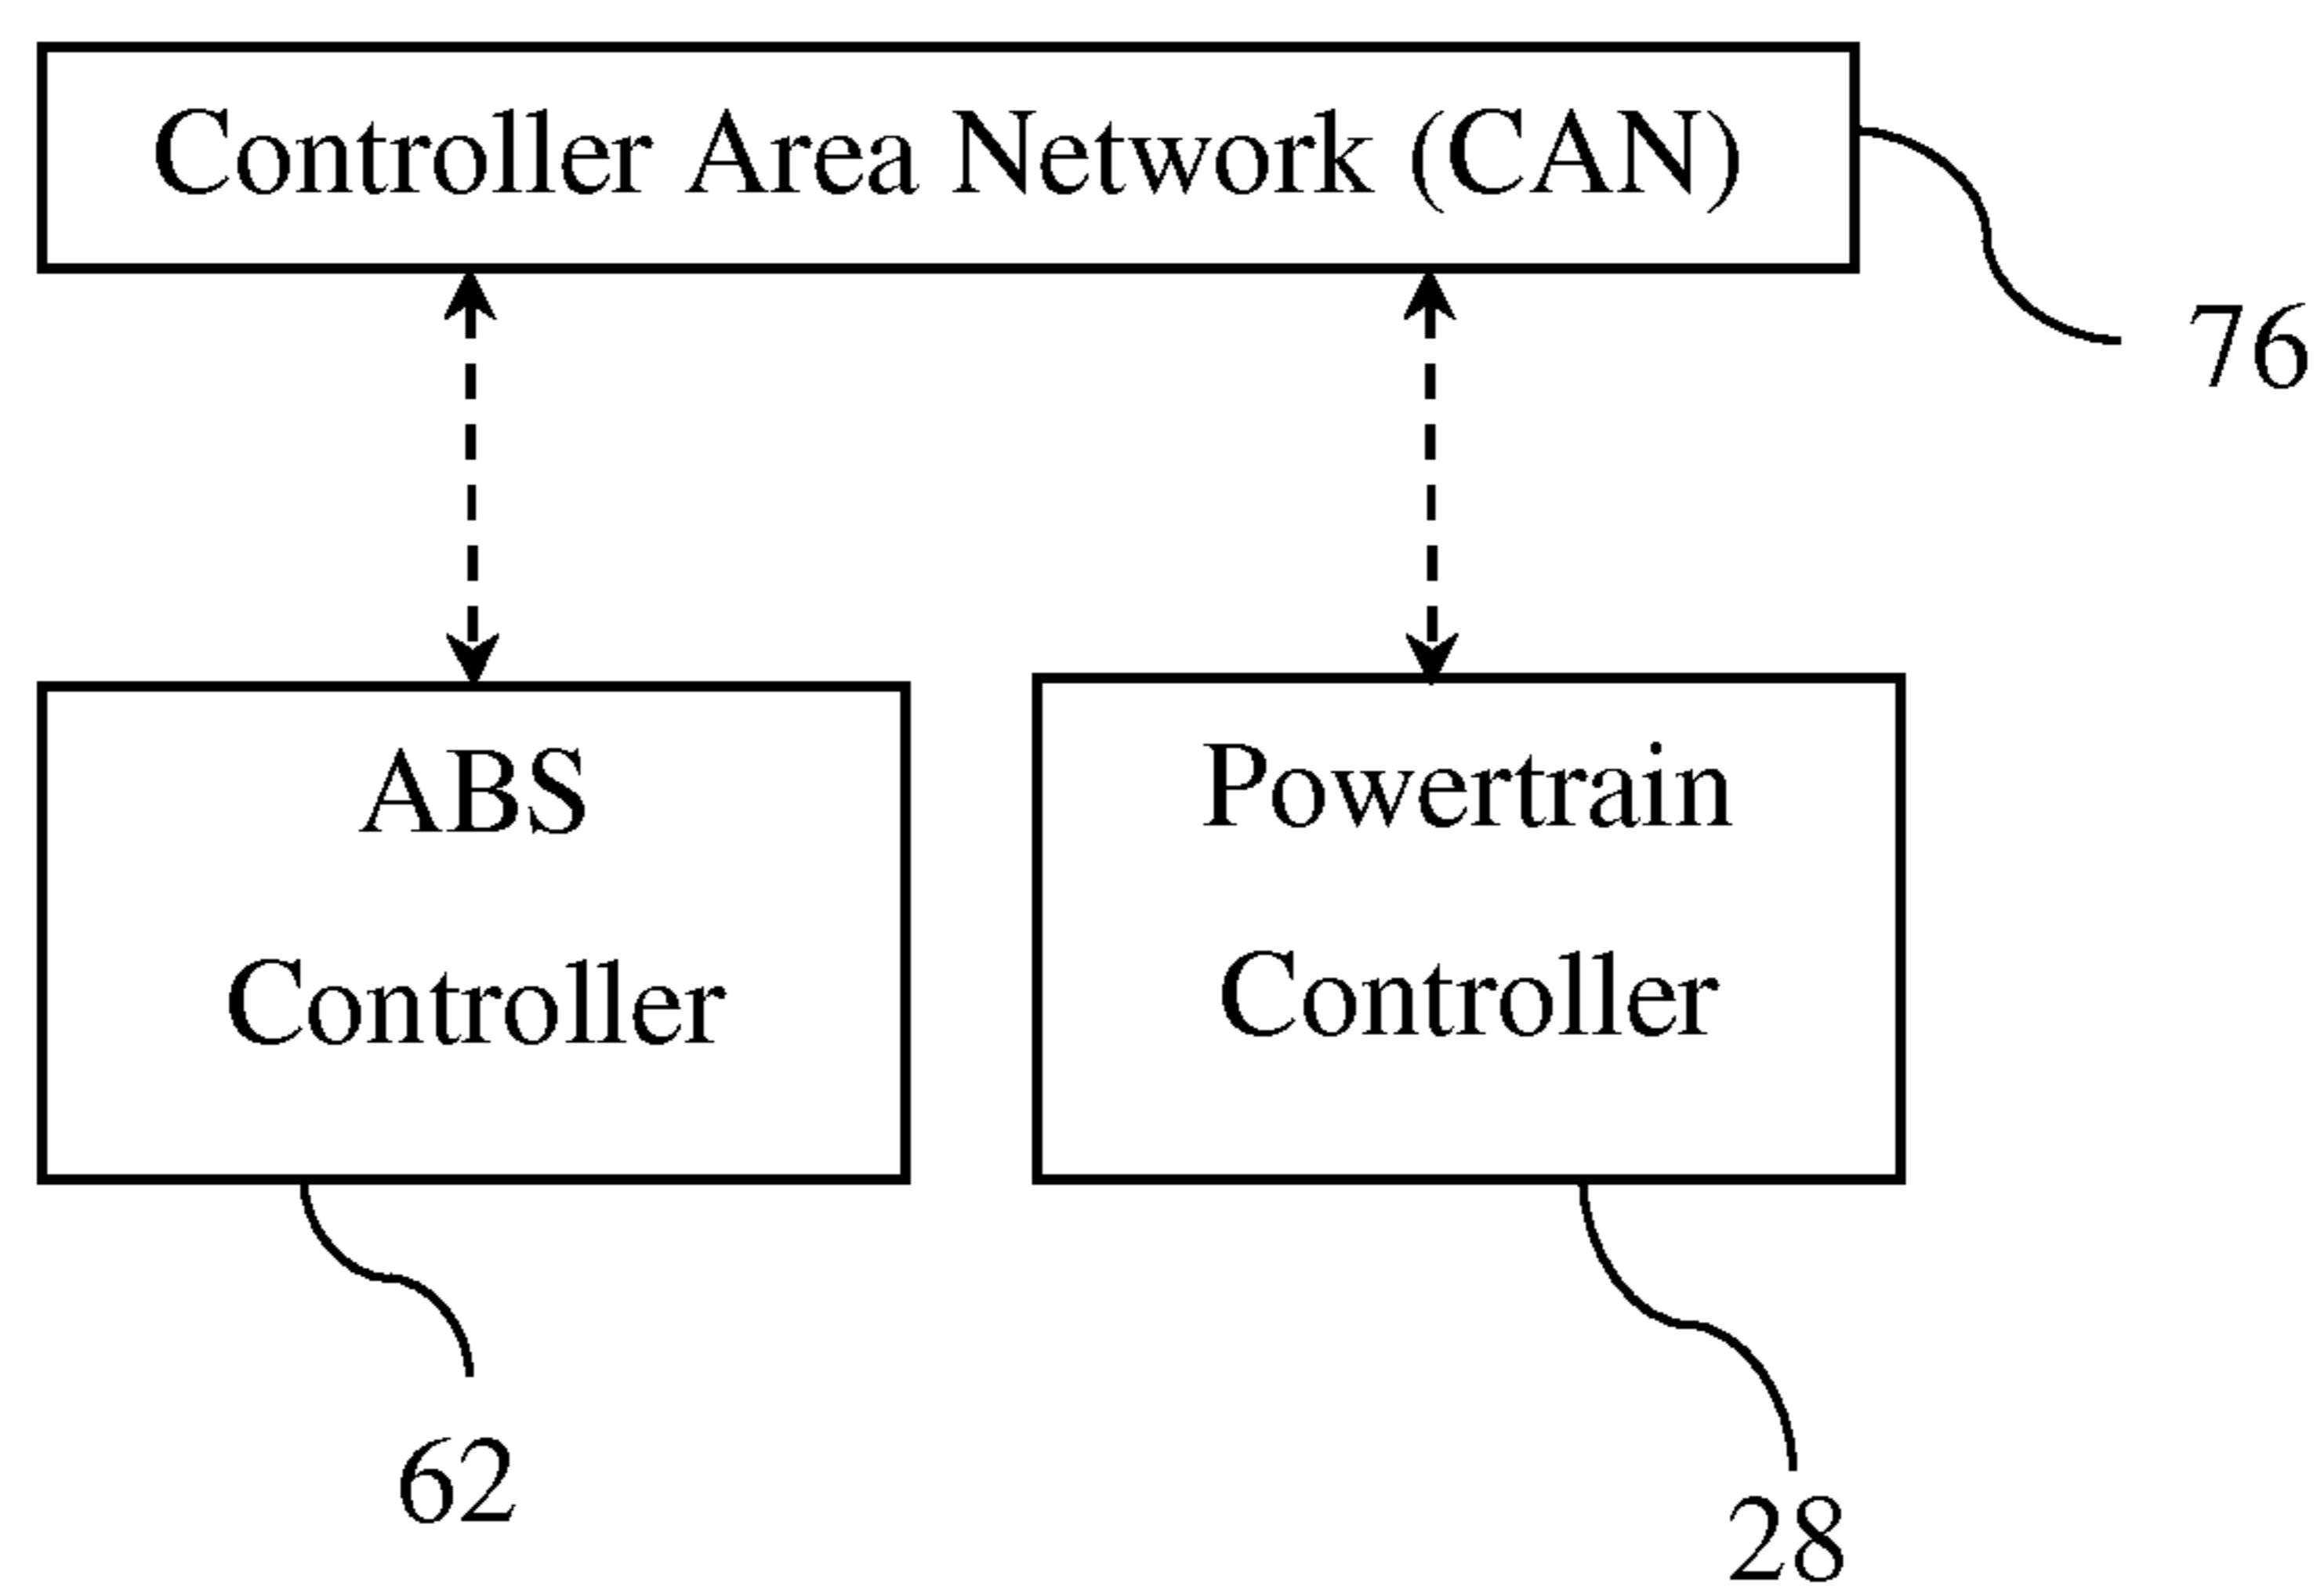 Controller Area Network (CAN)
76
ABS
Controller
Powertrain
Controller
62
28